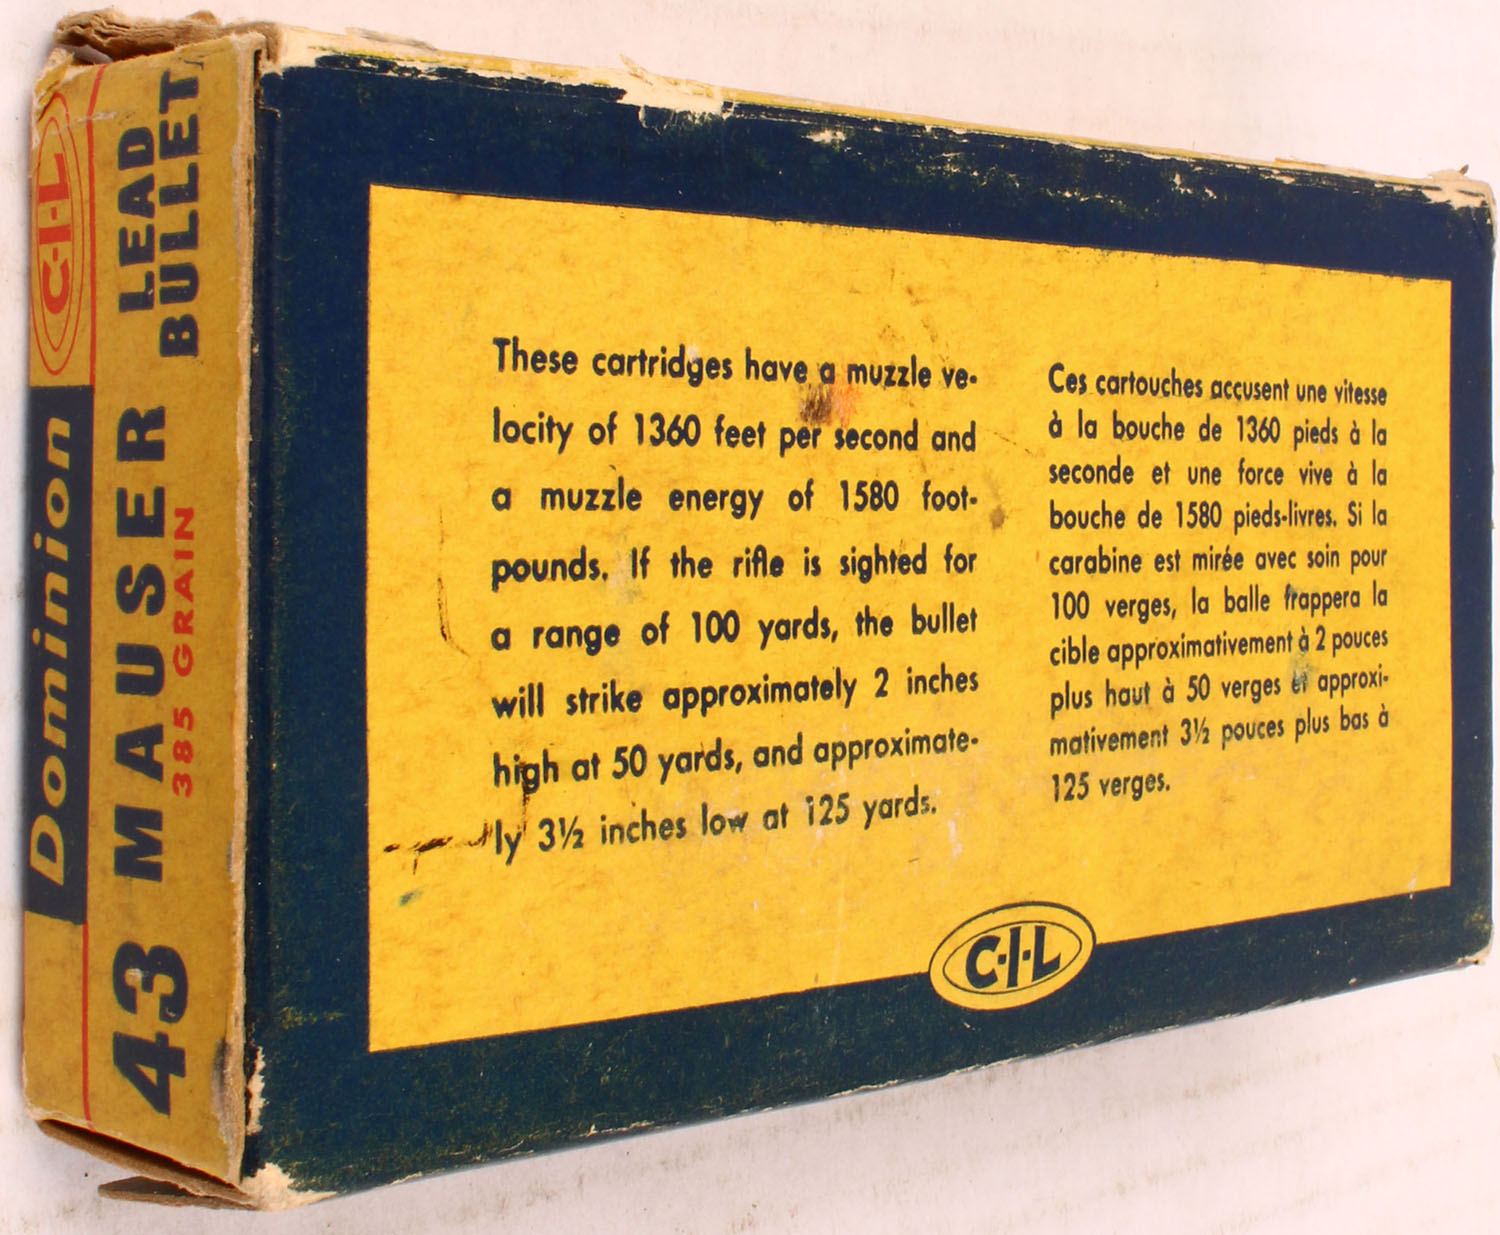 C-I-L
Dominion
43 MAUSER LEAD
BULLET
385 GRAIN
These cartridges have a muzzle ve-
locity of 1360 feet per second and
a muzzle energy of 1580 foot-
pounds. If the rifle is sighted for
a range of 100 yards, the bullet
will strike approximately 2 inches
high at 50 yards, and approximate-
ly 3½ inches low at 125 yards.
Ces cartouches accusent une vitesse
à la bouche de 1360 pieds à la
seconde et une force vive à la
bouche de 1580 pieds-livres. Si la
carabine est mirée avec soin pour
100 verges, la balle frappera la
cible approximativement à 2 pouces
plus haut à 50 verges et approxi-
mativement 3½ pouces plus bas à
125 verges.
C-I-L